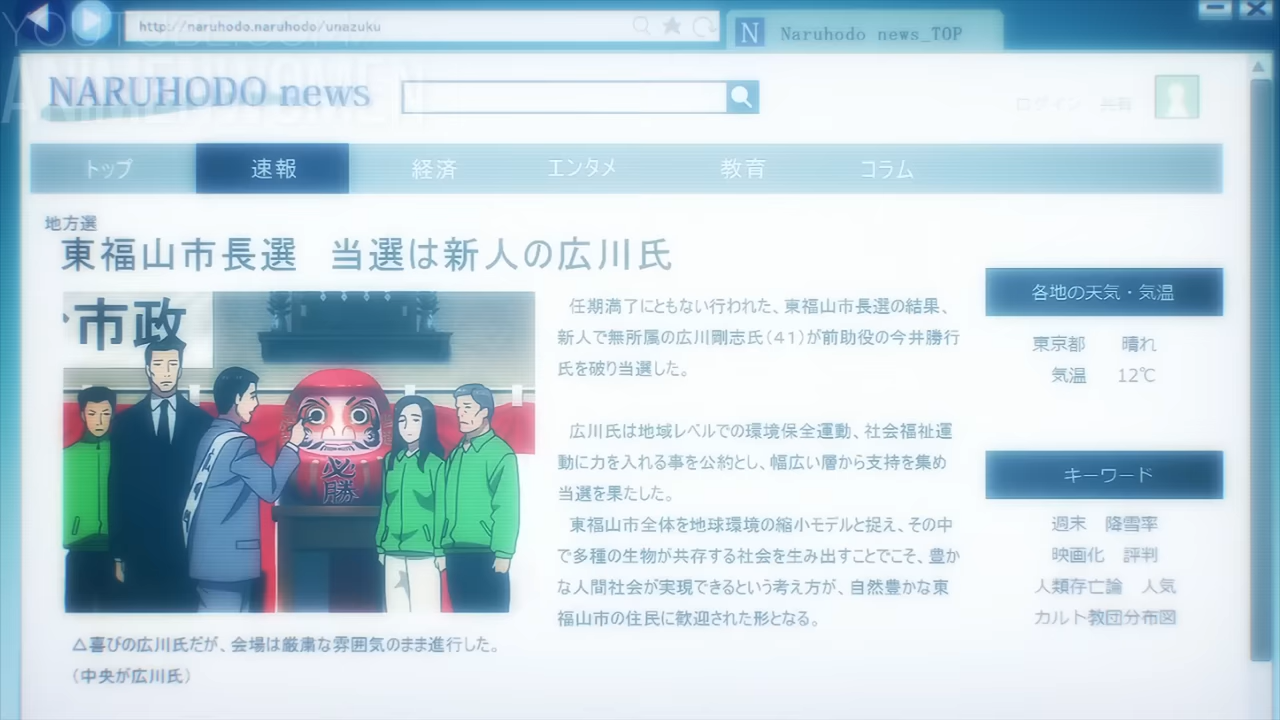 http://naruhodo.naruhodo/unazuku
N Naruhodo news_TOP
NARUHODO news
ログイン
トップ 速報 経済 エンタメ 教育 コラム
地方選
東福山市長選 当選は新人の広川氏
市政
必勝
任期満了にともない行われた、東福山市長選の結果、
新人で無所属の広川剛志氏(41)が前助役の今井勝行
氏を破り当選した。
広川氏は地域レベルでの環境保全運動、社会福祉運
動に力を入れる事を公約とし、幅広い層から支持を集め
当選を果たした。
東福山市全体を地球環境の縮小モデルと捉え、その中
で多種の生物が共存する社会を生み出すことでこそ、豊か
な人間社会が実現できるという考え方が、自然豊かな東
福山市の住民に歓迎された形となる。
△喜びの広川氏だが、会場は厳粛な雰囲気のまま進行した。
(中央が広川氏)
各地の天気・気温
東京都 晴れ
気温 12℃
キーワード
週末 降雪率
映画化 評判
人類存亡論 人気
カルト教団分布図